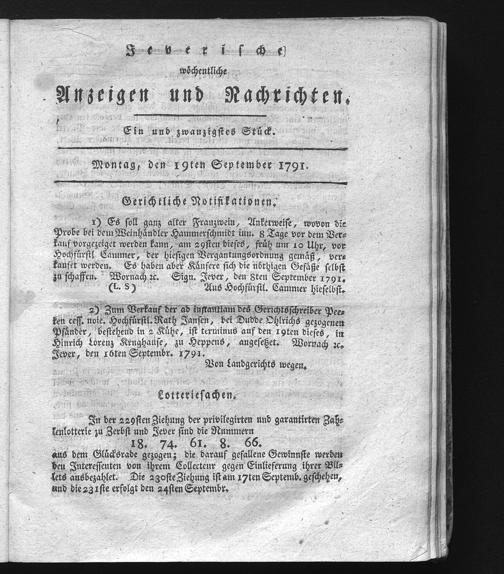 Jeverische
wöchentliche
Anzeigen und Nachrichten.
Ein und zwanzigstes Stück.
Montag, den 19ten September 1791.
Gerichtliche Notifikationen.
1) Es soll ganz alter Franzwein, Ankerweise, wovon die
Probe bei dem Weinhändler Hammerschmidt inn. 8 Tage vor dem Ver-
kauf vorgezeiget werden kann, am 29sten dieses, früh um 10 Uhr, vor
Hochfürstl. Cammer, der hiesigen Vergantungsordnung gemäß, ver-
kaufet werden. Es haben aber Käufere sich die nöthigen Gefäße selbst
zu schaffen. Wornach ꝛc. Sign. Jever, den 8ten September 1791.
(L. S) Aus Hochfürstl. Cammer hieselbst.
2) Zum Verkauf der ad instantiam des Gerichtsschreiber Pee-
ken cess. noie. Hochfürstl. Rath Jansen, bei Dudde Ohlrichs gezogenen
Pfänder, bestehend in 2 Kühe, ist terminus auf den 19ten dieses, in
Hinrich Lorenz Krughause, zu Heppens, angesetzet. Wornach ꝛc.
Jever, den 16ten Septembr. 1791.
Von Landgerichts wegen.
Lotteriesachen.
In der 229sten Ziehung der privilegirten und garantirten Zah-
lenlotterie zu Zerbst und Jever sind die Nummern
18. 74. 61. 8. 66.
aus dem Glücksrade gezogen; die darauf gefallene Gewinnste werden
den Interessenten von ihrem Collecteur gegen Einlieferung ihrer Bil-
lets ausbezahlet. Die 230ste Ziehung ist am 17ten Septemb. geschehen,
und die 231ste erfolgt den 24sten Septembr.